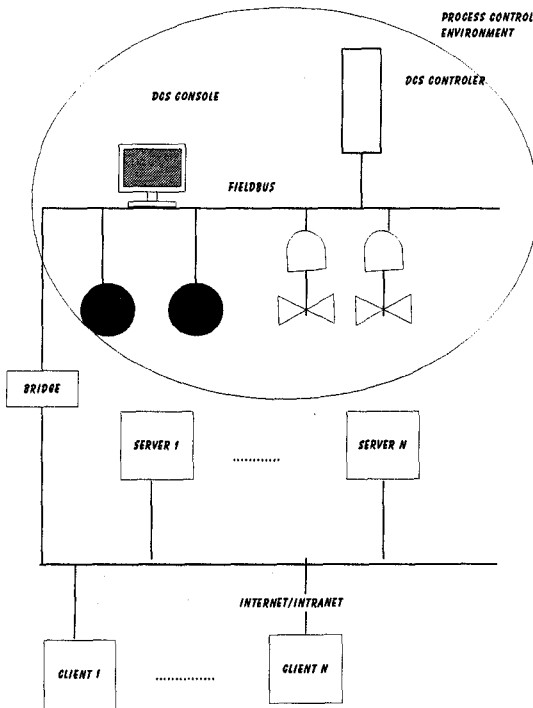 PROCESS CONTROL
ENVIRONMENT
DCS CONTROLER
DCS CONSOLE
FIELDBUS
BRIDGE
SERVER 1
............
SERVER N
INTERNET/INTRANET
CLIENT 1
..............
CLIENT N